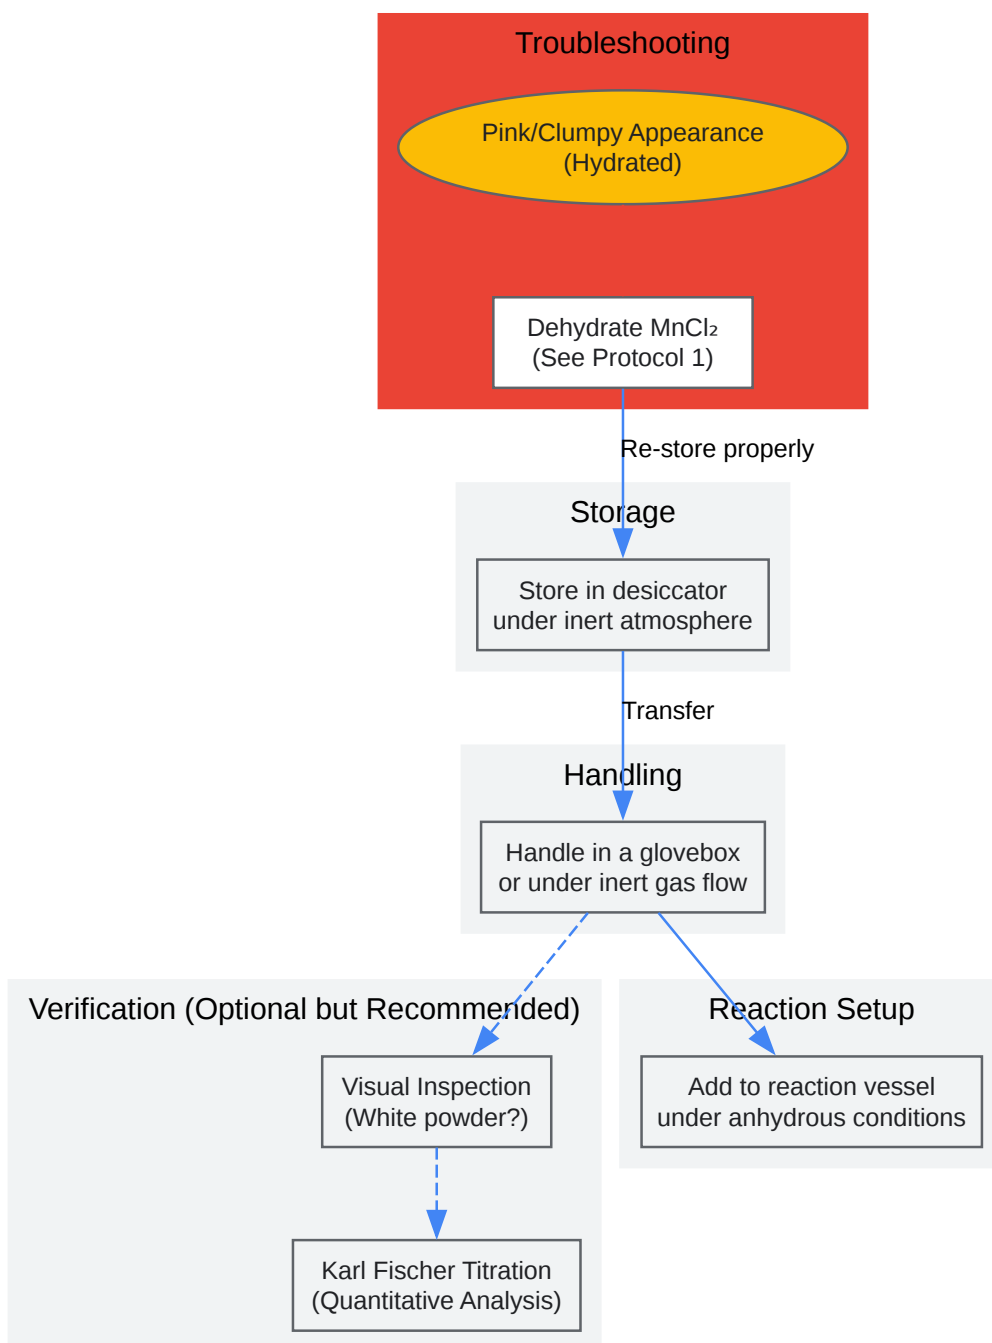 Troubleshooting
Pink/Clumpy Appearance
(Hydrated)
Dehydrate MnCl₂
(See Protocol 1)
Re-store properly
Storage
Store in desiccator
under inert atmosphere
Transfer
Handling
Handle in a glovebox
or under inert gas flow
Verification (Optional but Recommended)
Reaction Setup
Visual Inspection
(White powder?)
Add to reaction vessel
under anhydrous conditions
Karl Fischer Titration
(Quantitative Analysis)